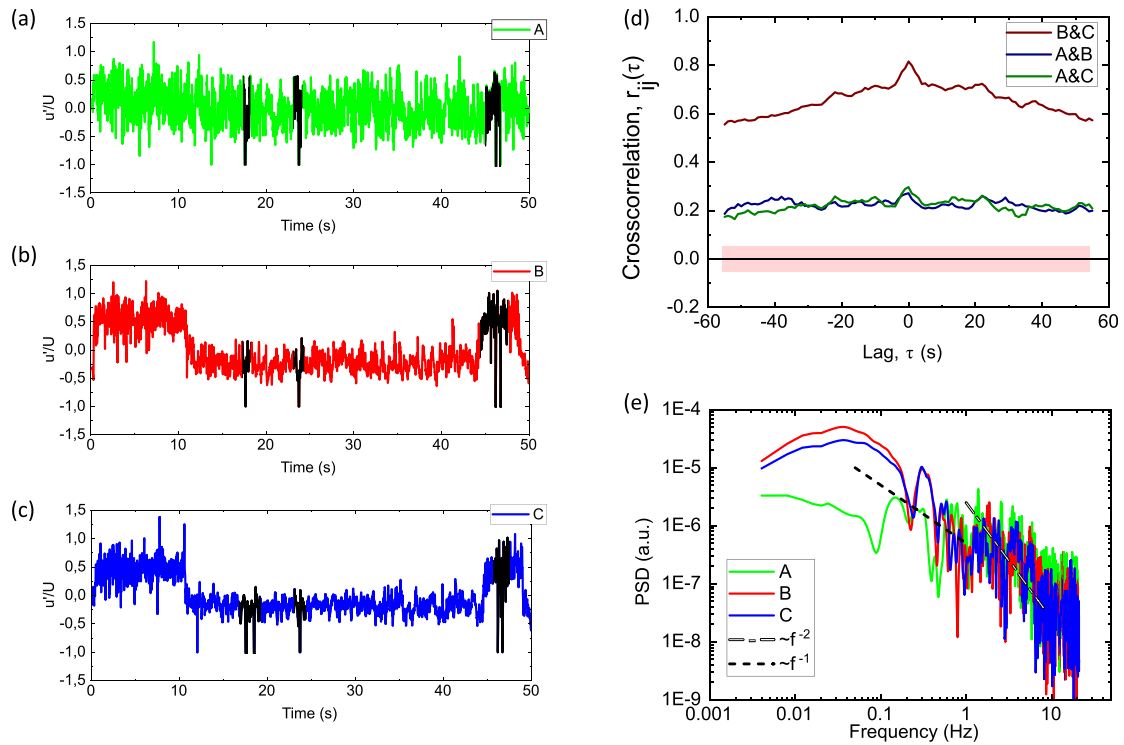 (a)
A
1.5
1.0
0.5
0.0
-0.5
-1.0
-1.5
u'/U
0 10 20 30 40 50
Time (s)
(b)
B
1,5
1,0
0,5
0,0
-0,5
-1,0
-1,5
u'/U
0 10 20 30 40 50
Time (s)
(c)
C
1,5
1,0
0,5
0,0
-0,5
-1,0
1,5
u'/U
0 10 20 30 40 50
Time (s)
(d)
1.0
0.8
0.6
0.4
0.2
0.0
-0.2
Crosscorrelation, rij(τ)
B&C
A&B
A&C
-60 -40 -20 0 20 40 60
Lag, τ (s)
(e)
1E-4
1E-5
1E-6
1E-7
1E-8
1E-9
PSD (a.u.)
A
B
C
~f -2
~f -1
0.001 0.01 0.1 1 10
Frequency (Hz)